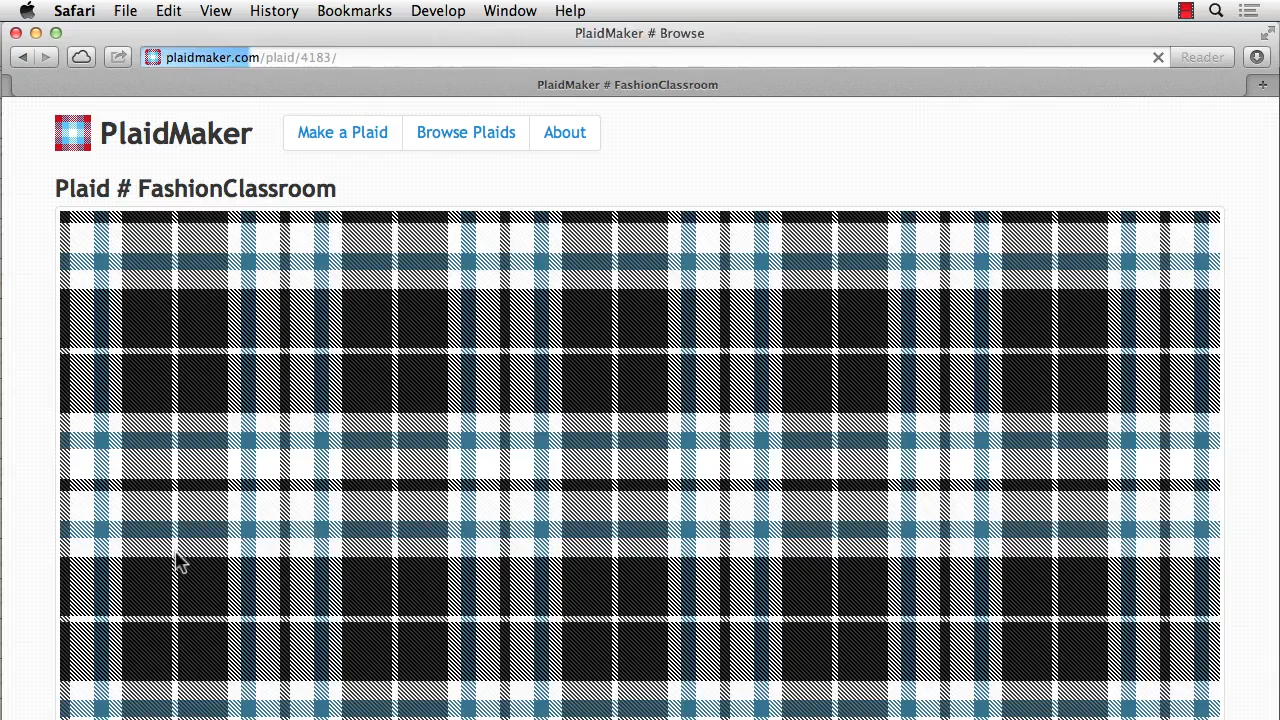 Safari File Edit View History Bookmarks Develop Window Help
PlaidMaker # Browse
plaidmaker.com/plaid/4183/ Reader
PlaidMaker # FashionClassroom
PlaidMaker Make a Plaid Browse Plaids About
Plaid # FashionClassroom